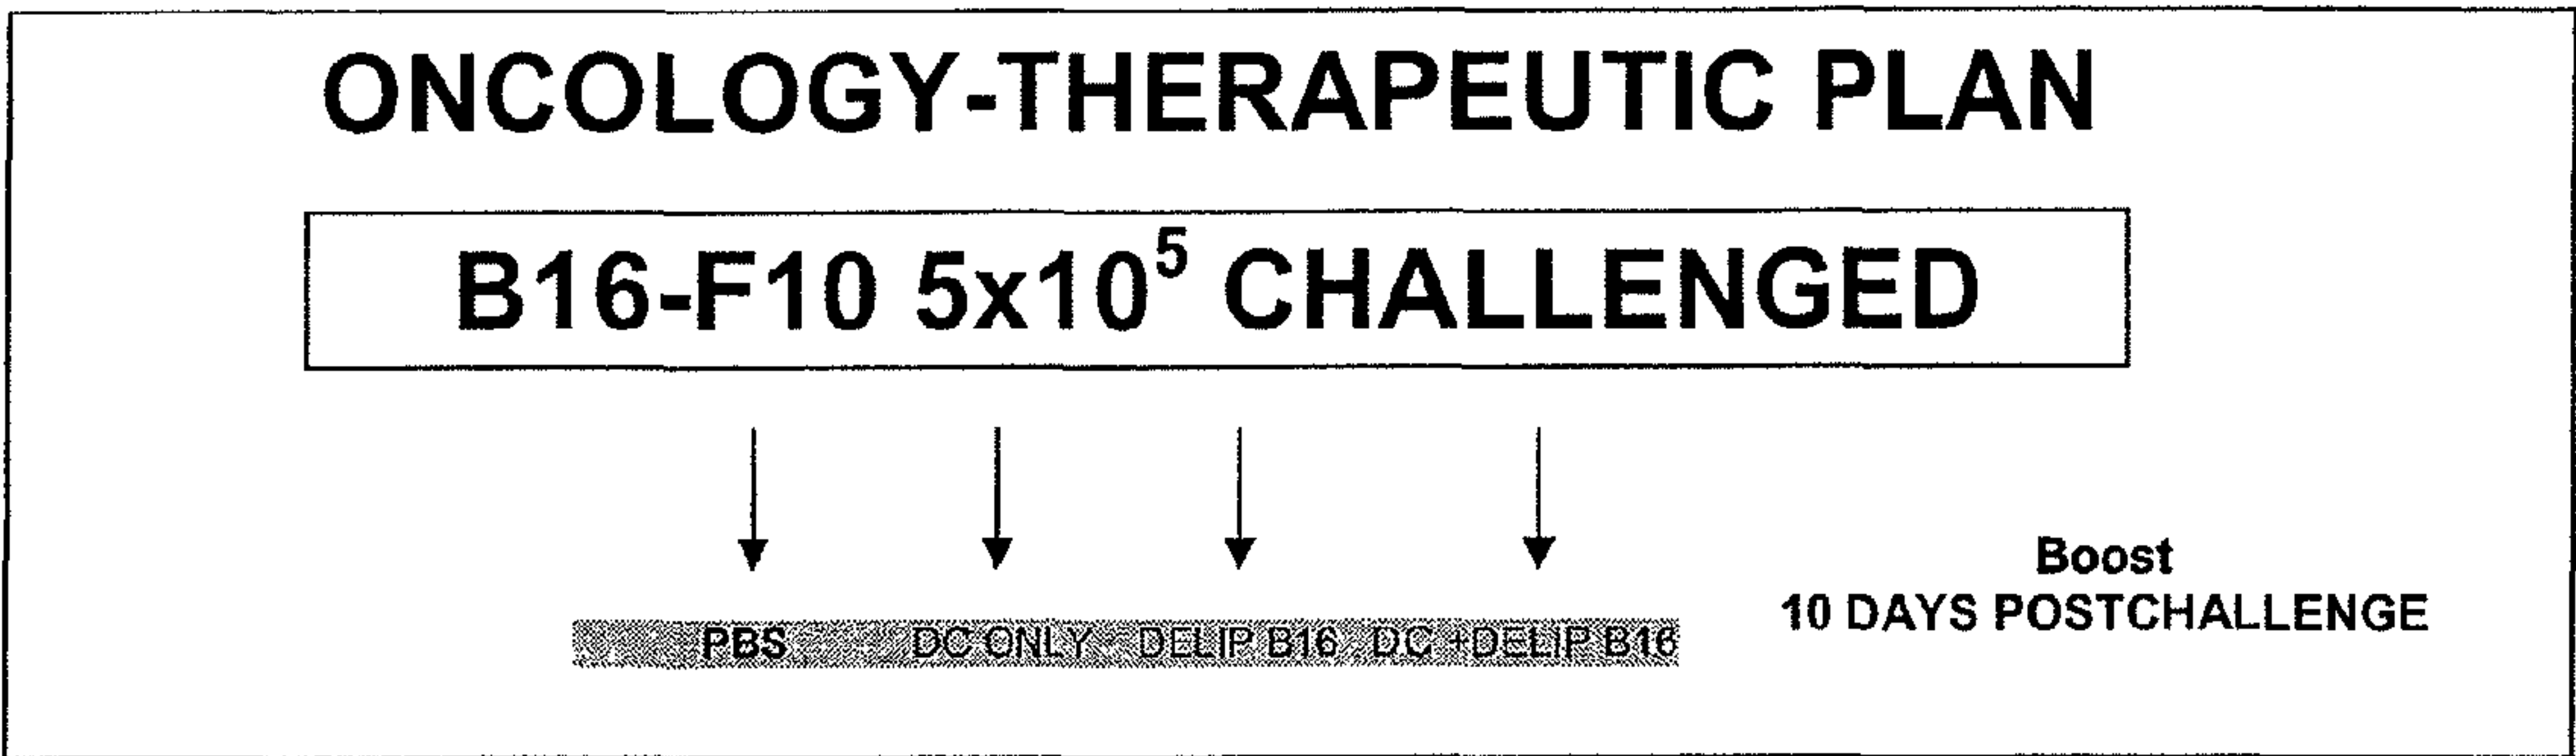 ONCOLOGY-THERAPEUTIC PLAN
B16-F10 5x10⁵ CHALLENGED
Boost
10 DAYS POSTCHALLENGE
PBS DC ONLY DELIP B16 DC +DELIP B16